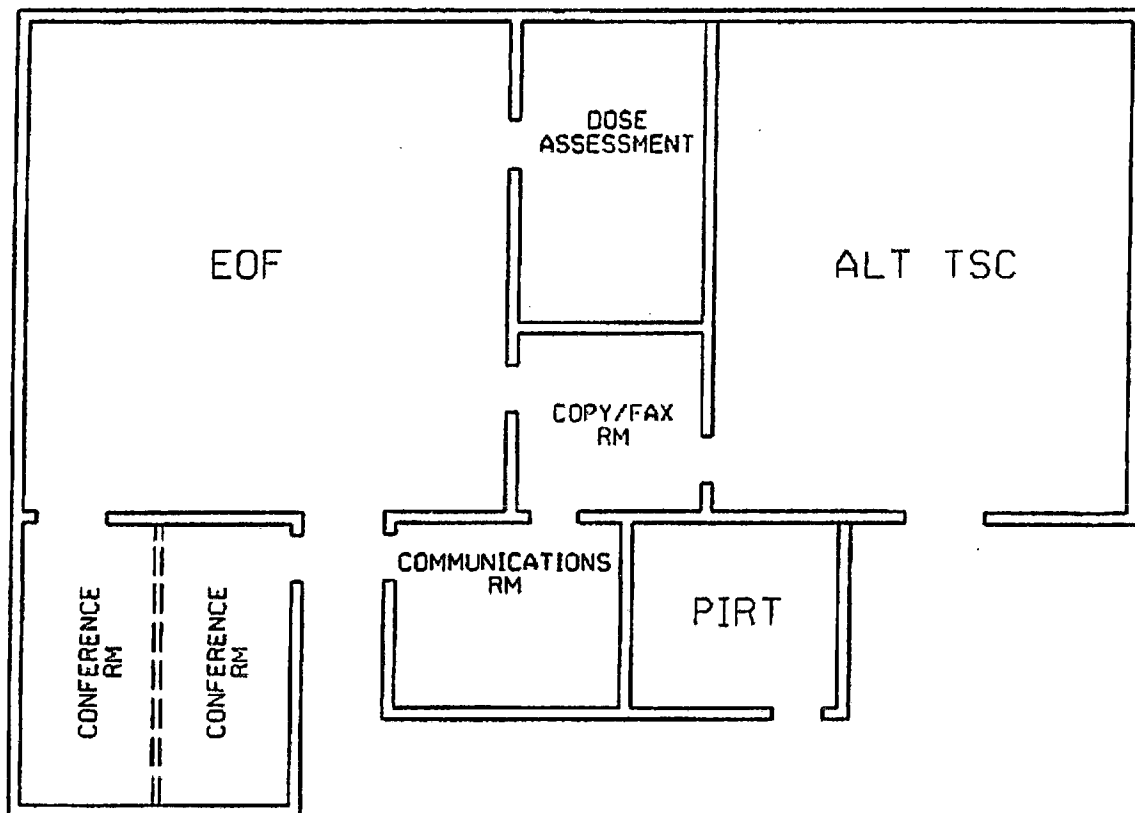 DOSE
ASSESSMENT
EOF
ALT TSC
COPY/FAX
RM
COMMUNICATIONS
RM
PIRT
CONFERENCE
RM
CONFERENCE
RM